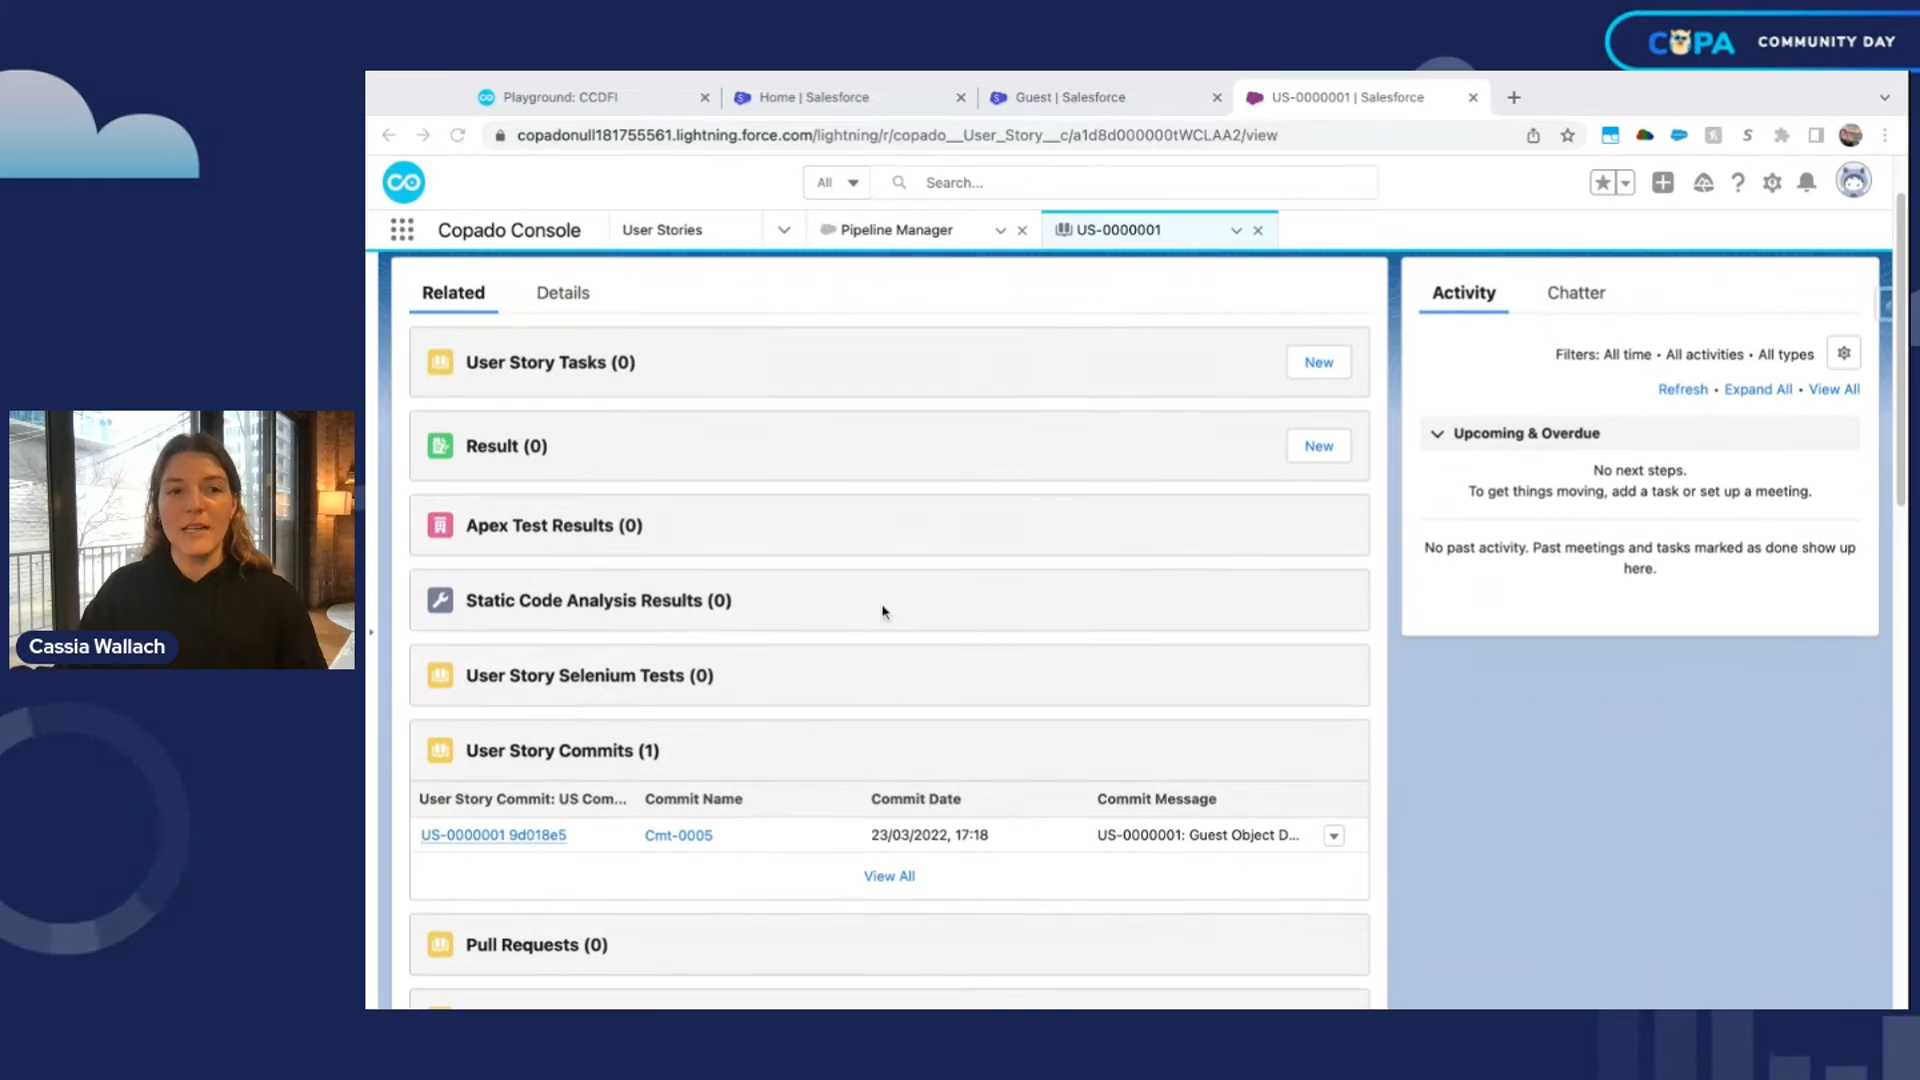 COPA COMMUNITY DAY
Playground: CCDFI
Home | Salesforce
Guest | Salesforce
US-0000001 | Salesforce
copadonull181755561.lightning.force.com/lightning/r/copado__User_Story__c/a1d8d000000tWCLAA2/view
All
Search...
Copado Console
User Stories
Pipeline Manager
US-0000001
Related
Details
User Story Tasks (0)
New
Result (0)
New
Apex Test Results (0)
Static Code Analysis Results (0)
User Story Selenium Tests (0)
User Story Commits (1)
User Story Commit: US Com...
Commit Name
Commit Date
Commit Message
US-0000001 9d018e5
Cmt-0005
23/03/2022, 17:18
US-0000001: Guest Object D...
View All
Pull Requests (0)
Activity
Chatter
Filters: All time • All activities • All types
Refresh • Expand All • View All
Upcoming & Overdue
No next steps.
To get things moving, add a task or set up a meeting.
No past activity. Past meetings and tasks marked as done show up
here.
Cassia Wallach